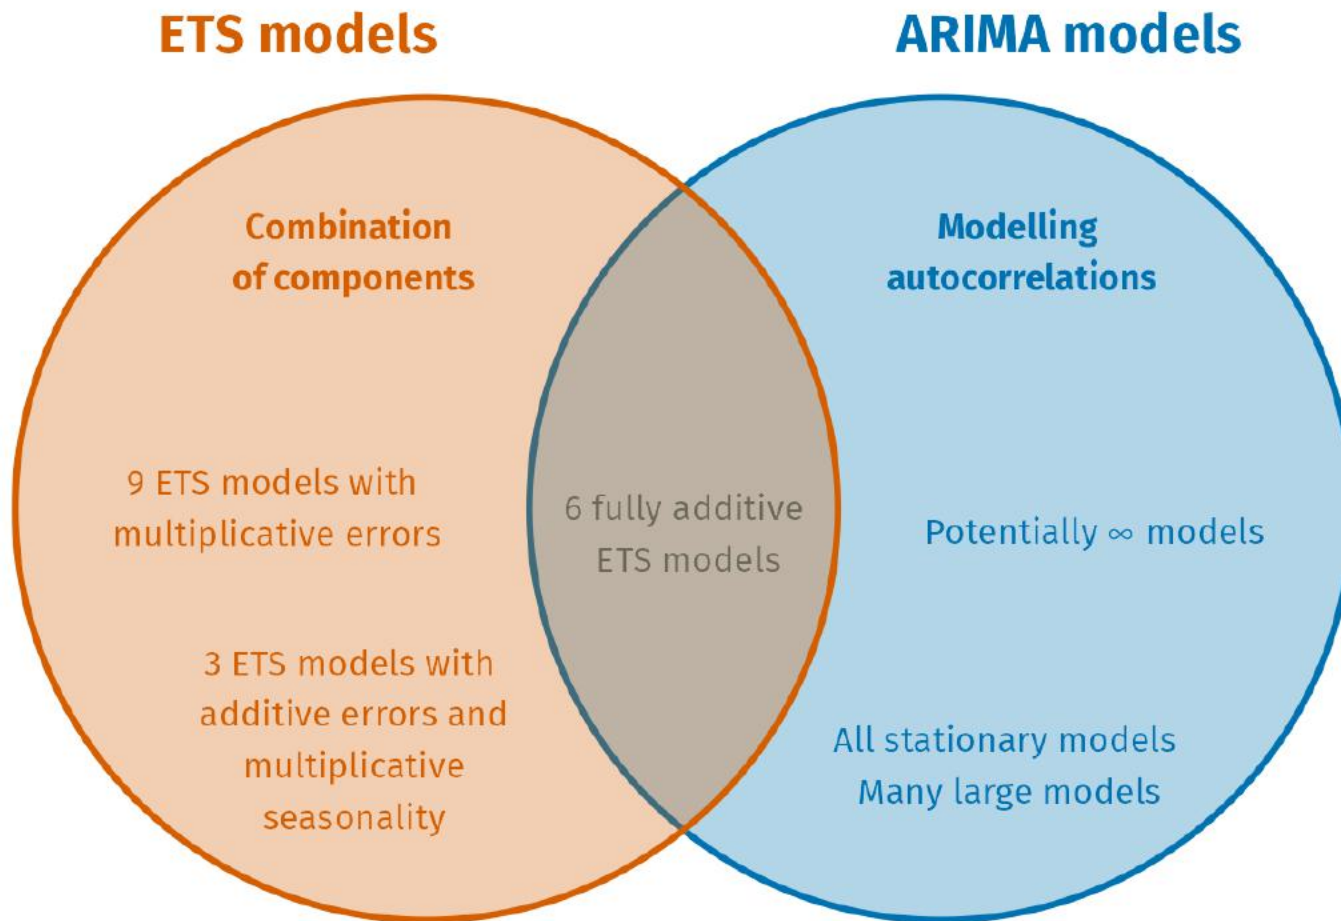 ETS models
ARIMA models
Combination
of components
Modelling
autocorrelations
9 ETS models with
multiplicative errors
6 fully additive
ETS models
Potentially ∞ models
3 ETS models with
additive errors and
multiplicative
seasonality
All stationary models
Many large models